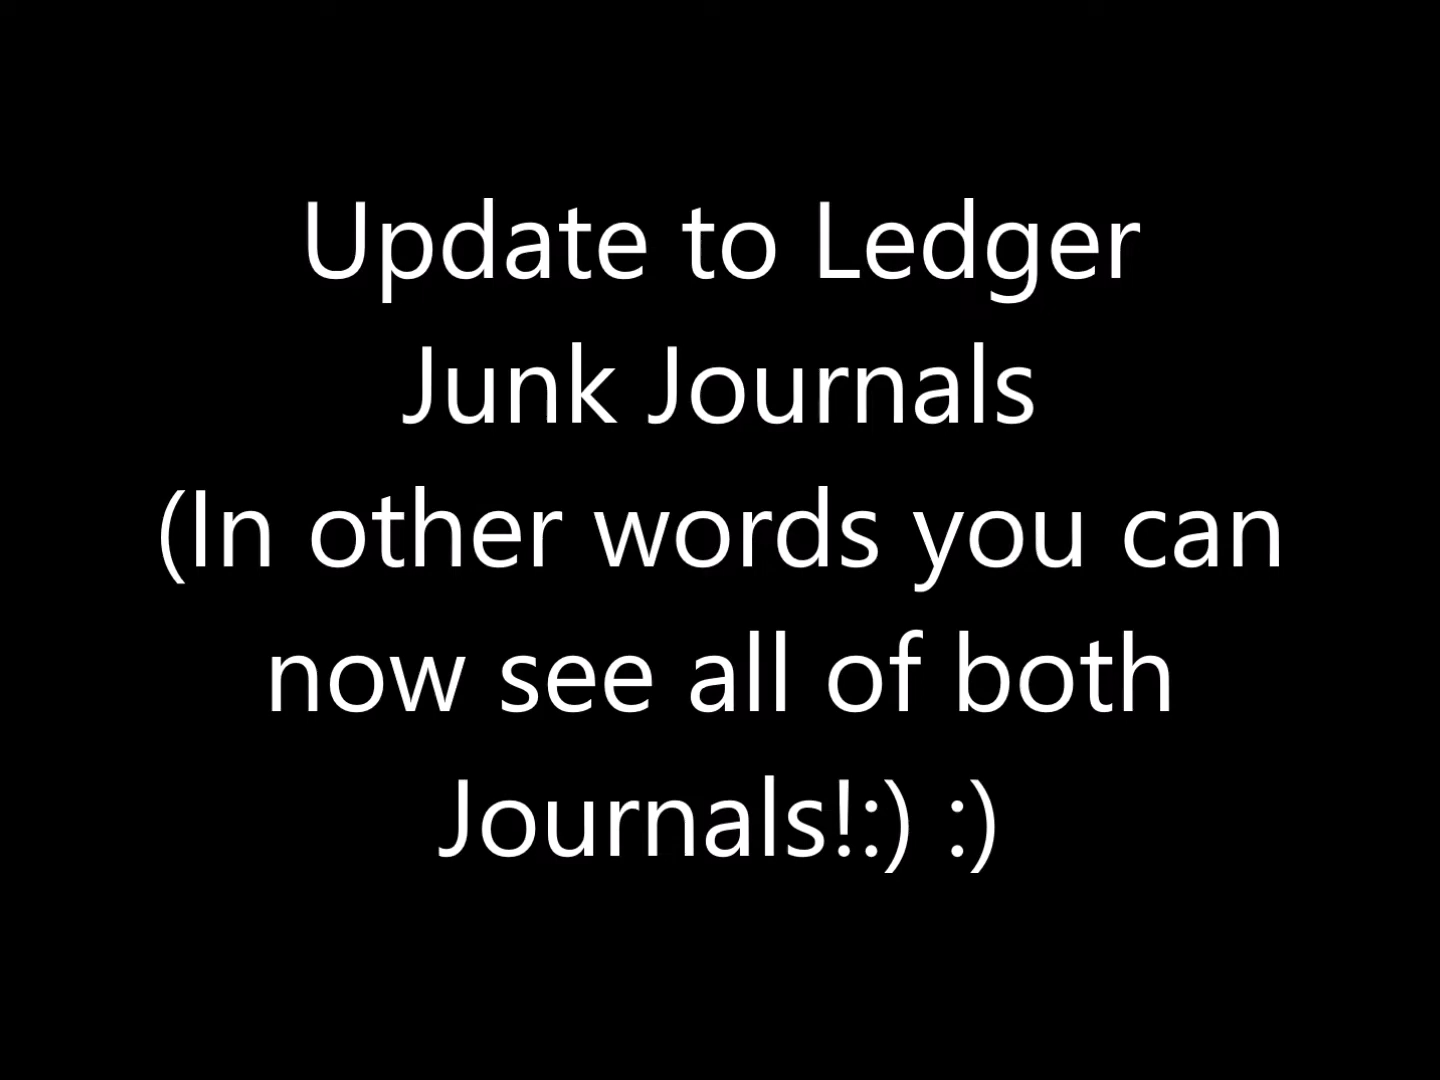 Update to Ledger
Junk Journals
(In other words you can
now see all of both
Journals!:) :)